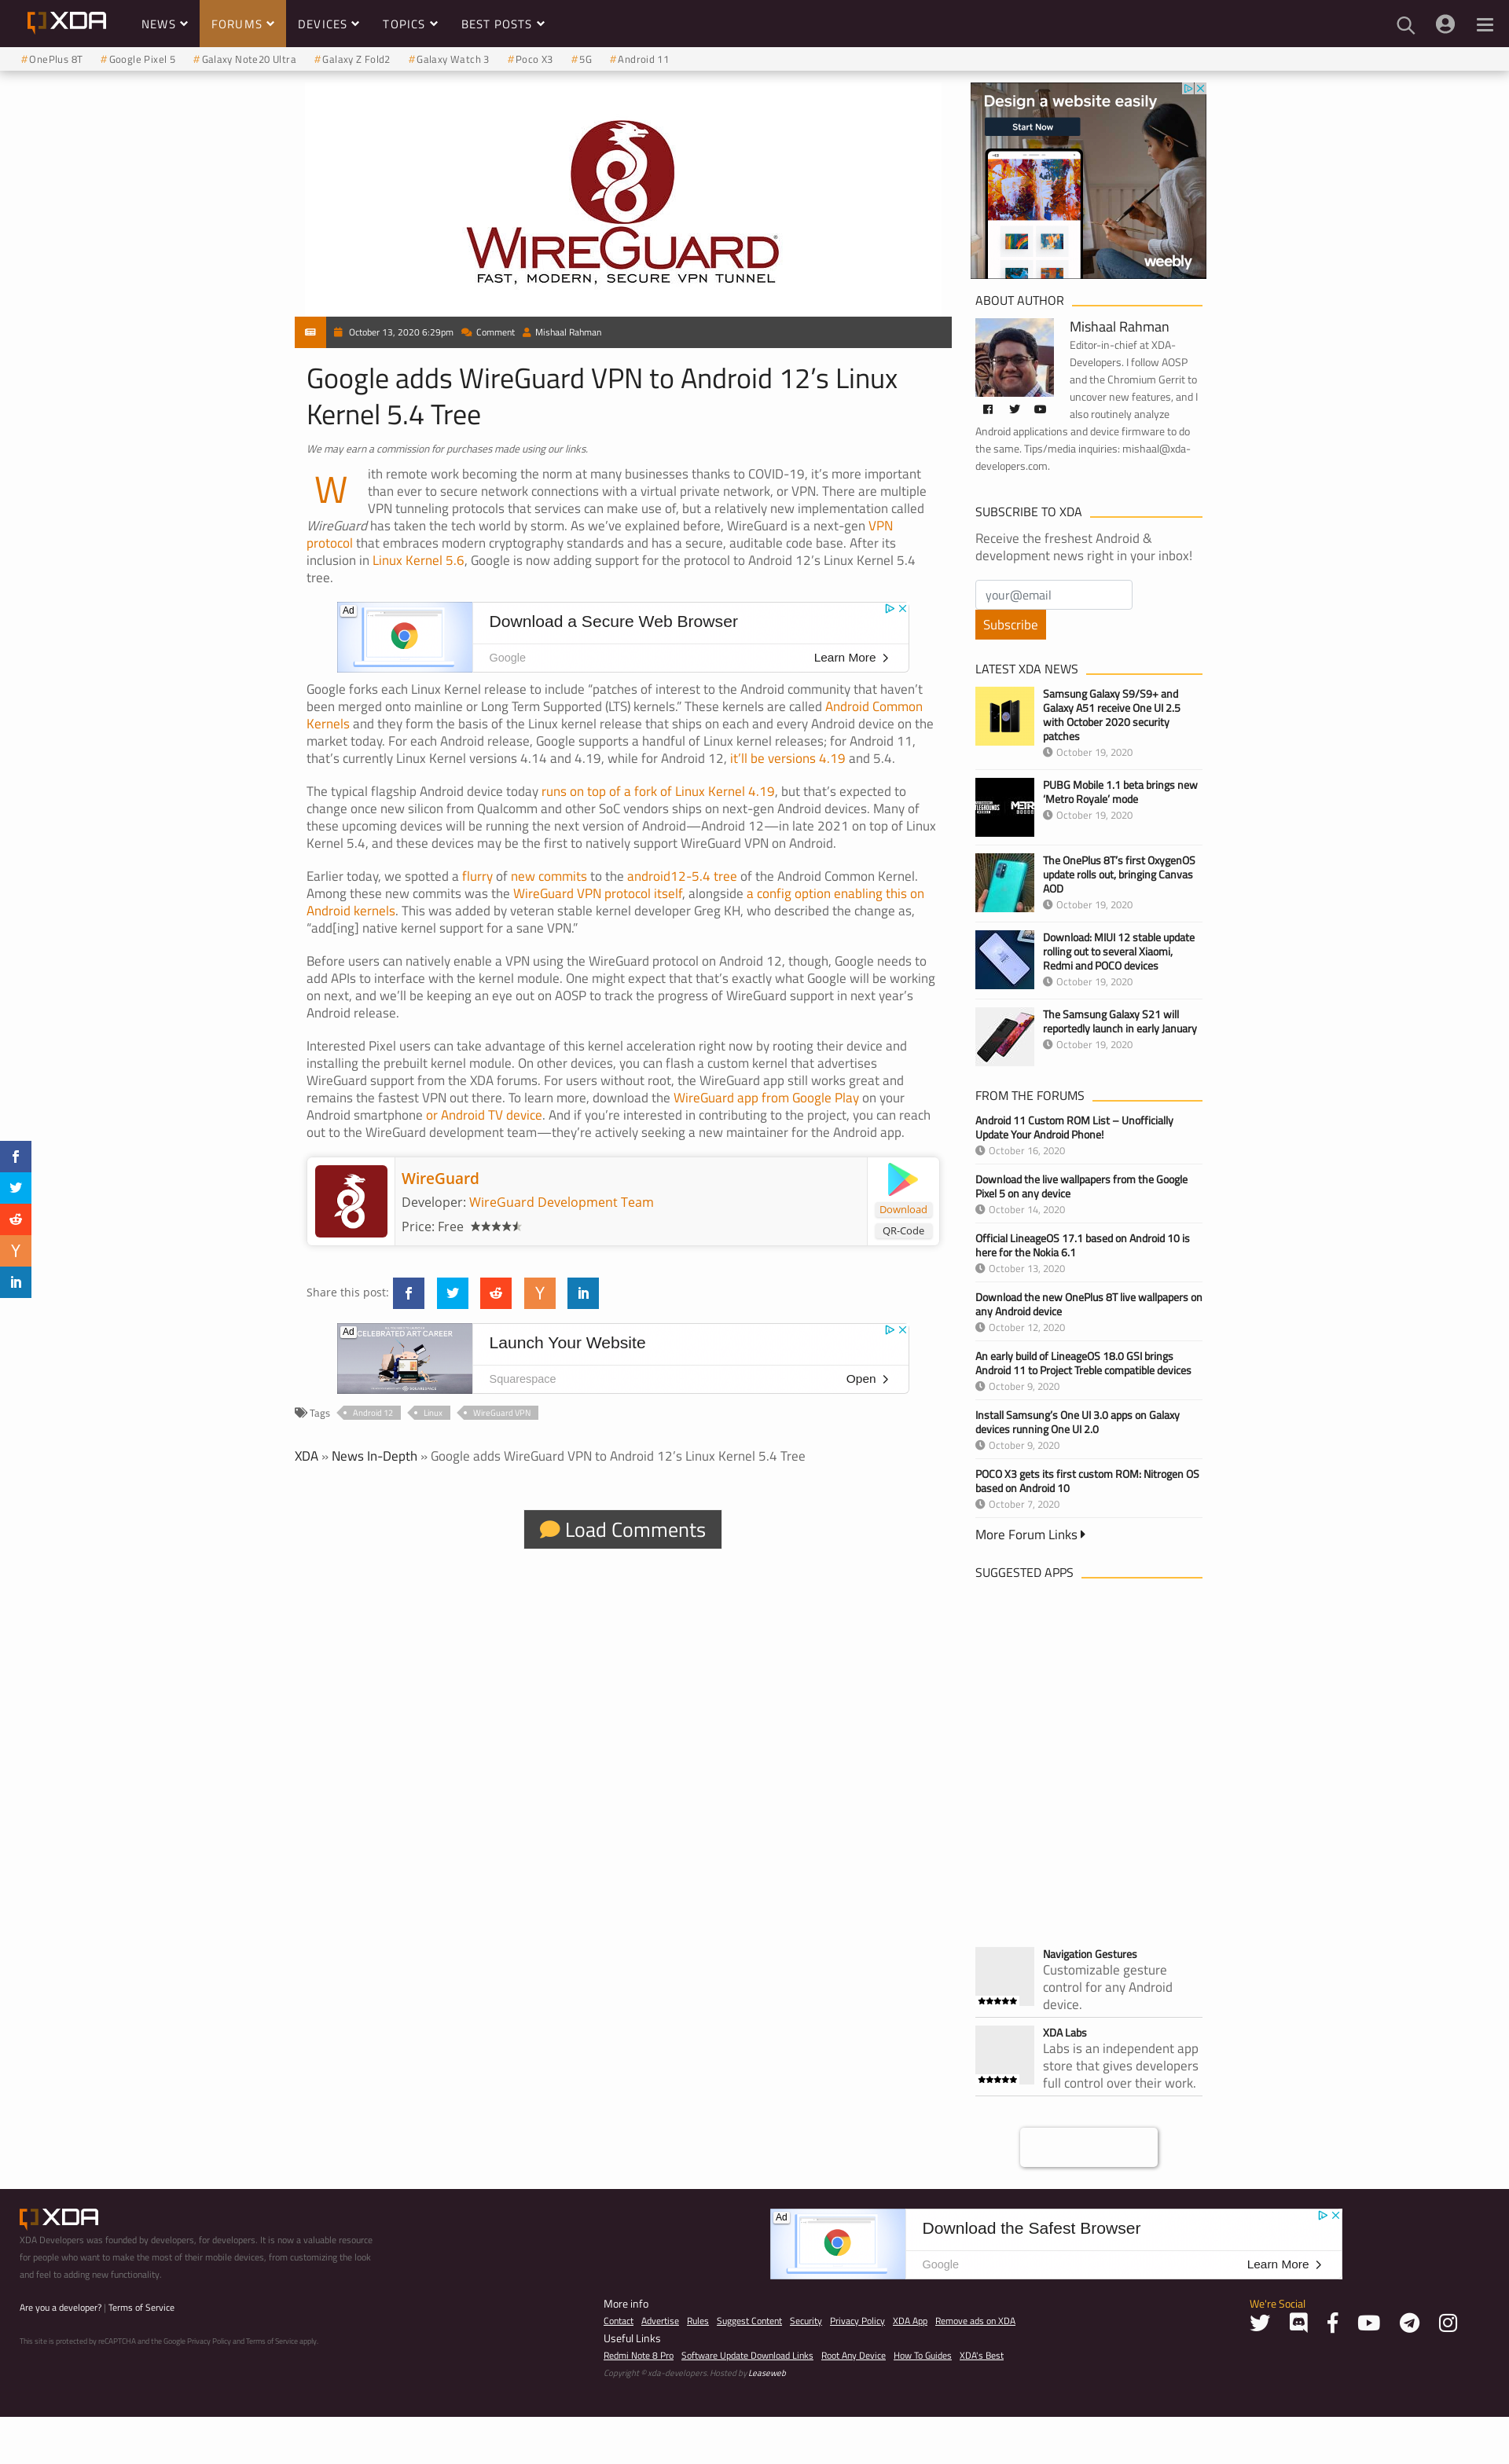 XDA
NEWS
FORUMS
DEVICES
TOPICS
BEST POSTS
#OnePlus 8T #Google Pixel 5 #Galaxy Note20 Ultra #Galaxy Z Fold2 #Galaxy Watch 3 #Poco X3 #5G #Android 11
WIREGUARD
FAST, MODERN, SECURE VPN TUNNEL
October 13, 2020 6:29pm Comment Mishaal Rahman
Google adds WireGuard VPN to Android 12’s Linux
Kernel 5.4 Tree
We may earn a commission for purchases made using our links.
With remote work becoming the norm at many businesses thanks to COVID-19, it’s more important
than ever to secure network connections with a virtual private network, or VPN. There are multiple
VPN tunneling protocols that services can make use of, but a relatively new implementation called
WireGuard has taken the tech world by storm. As we’ve explained before, WireGuard is a next-gen VPN
protocol that embraces modern cryptography standards and has a secure, auditable code base. After its
inclusion in Linux Kernel 5.6, Google is now adding support for the protocol to Android 12’s Linux Kernel 5.4
tree.
Ad
Download a Secure Web Browser
Google
Learn More
Google forks each Linux Kernel release to include “patches of interest to the Android community that haven’t
been merged onto mainline or Long Term Supported (LTS) kernels.” These kernels are called Android Common
Kernels and they form the basis of the Linux kernel release that ships on each and every Android device on the
market today. For each Android release, Google supports a handful of Linux kernel releases; for Android 11,
that’s currently Linux Kernel versions 4.14 and 4.19, while for Android 12, it’ll be versions 4.19 and 5.4.
The typical flagship Android device today runs on top of a fork of Linux Kernel 4.19, but that’s expected to
change once new silicon from Qualcomm and other SoC vendors ships on next-gen Android devices. Many of
these upcoming devices will be running the next version of Android—Android 12—in late 2021 on top of Linux
Kernel 5.4, and these devices may be the first to natively support WireGuard VPN on Android.
Earlier today, we spotted a flurry of new commits to the android12-5.4 tree of the Android Common Kernel.
Among these new commits was the WireGuard VPN protocol itself, alongside a config option enabling this on
Android kernels. This was added by veteran stable kernel developer Greg KH, who described the change as,
“add[ing] native kernel support for a sane VPN.”
Before users can natively enable a VPN using the WireGuard protocol on Android 12, though, Google needs to
add APIs to interface with the kernel module. One might expect that that’s exactly what Google will be working
on next, and we’ll be keeping an eye out on AOSP to track the progress of WireGuard support in next year’s
Android release.
Interested Pixel users can take advantage of this kernel acceleration right now by rooting their device and
installing the prebuilt kernel module. On other devices, you can flash a custom kernel that advertises
WireGuard support from the XDA forums. For users without root, the WireGuard app still works great and
remains the fastest VPN out there. To learn more, download the WireGuard app from Google Play on your
Android smartphone or Android TV device. And if you’re interested in contributing to the project, you can reach
out to the WireGuard development team—they’re actively seeking a new maintainer for the Android app.
WireGuard
Developer: WireGuard Development Team
Price: Free
Download
QR-Code
Share this post:
Ad
CELEBRATED ART CAREER
Launch Your Website
Squarespace
Open
Tags Android 12 Linux WireGuard VPN
XDA » News In-Depth » Google adds WireGuard VPN to Android 12’s Linux Kernel 5.4 Tree
Load Comments
Design a website easily
Start Now
weebly
ABOUT AUTHOR
Mishaal Rahman
Editor-in-chief at XDA-
Developers. I follow AOSP
and the Chromium Gerrit to
uncover new features, and I
also routinely analyze
Android applications and device firmware to do
the same. Tips/media inquiries: mishaal@xda-
developers.com.
SUBSCRIBE TO XDA
Receive the freshest Android &
development news right in your inbox!
your@email
Subscribe
LATEST XDA NEWS
Samsung Galaxy S9/S9+ and
Galaxy A51 receive One UI 2.5
with October 2020 security
patches
October 19, 2020
PUBG Mobile 1.1 beta brings new
‘Metro Royale’ mode
October 19, 2020
The OnePlus 8T’s first OxygenOS
update rolls out, bringing Canvas
AOD
October 19, 2020
Download: MIUI 12 stable update
rolling out to several Xiaomi,
Redmi and POCO devices
October 19, 2020
The Samsung Galaxy S21 will
reportedly launch in early January
October 19, 2020
FROM THE FORUMS
Android 11 Custom ROM List – Unofficially
Update Your Android Phone!
October 16, 2020
Download the live wallpapers from the Google
Pixel 5 on any device
October 14, 2020
Official LineageOS 17.1 based on Android 10 is
here for the Nokia 6.1
October 13, 2020
Download the new OnePlus 8T live wallpapers on
any Android device
October 12, 2020
An early build of LineageOS 18.0 GSI brings
Android 11 to Project Treble compatible devices
October 9, 2020
Install Samsung’s One UI 3.0 apps on Galaxy
devices running One UI 2.0
October 9, 2020
POCO X3 gets its first custom ROM: Nitrogen OS
based on Android 10
October 7, 2020
More Forum Links
SUGGESTED APPS
Navigation Gestures
Customizable gesture
control for any Android
device.
XDA Labs
Labs is an independent app
store that gives developers
full control over their work.
XDA
XDA Developers was founded by developers, for developers. It is now a valuable resource
for people who want to make the most of their mobile devices, from customizing the look
and feel to adding new functionality.
Are you a developer? | Terms of Service
This site is protected by reCAPTCHA and the Google Privacy Policy and Terms of Service apply.
Ad
Download the Safest Browser
Google
Learn More
More info
Contact Advertise Rules Suggest Content Security Privacy Policy XDA App Remove ads on XDA
Useful Links
Redmi Note 8 Pro Software Update Download Links Root Any Device How To Guides XDA's Best
Copyright © xda-developers. Hosted by Leaseweb
We're Social